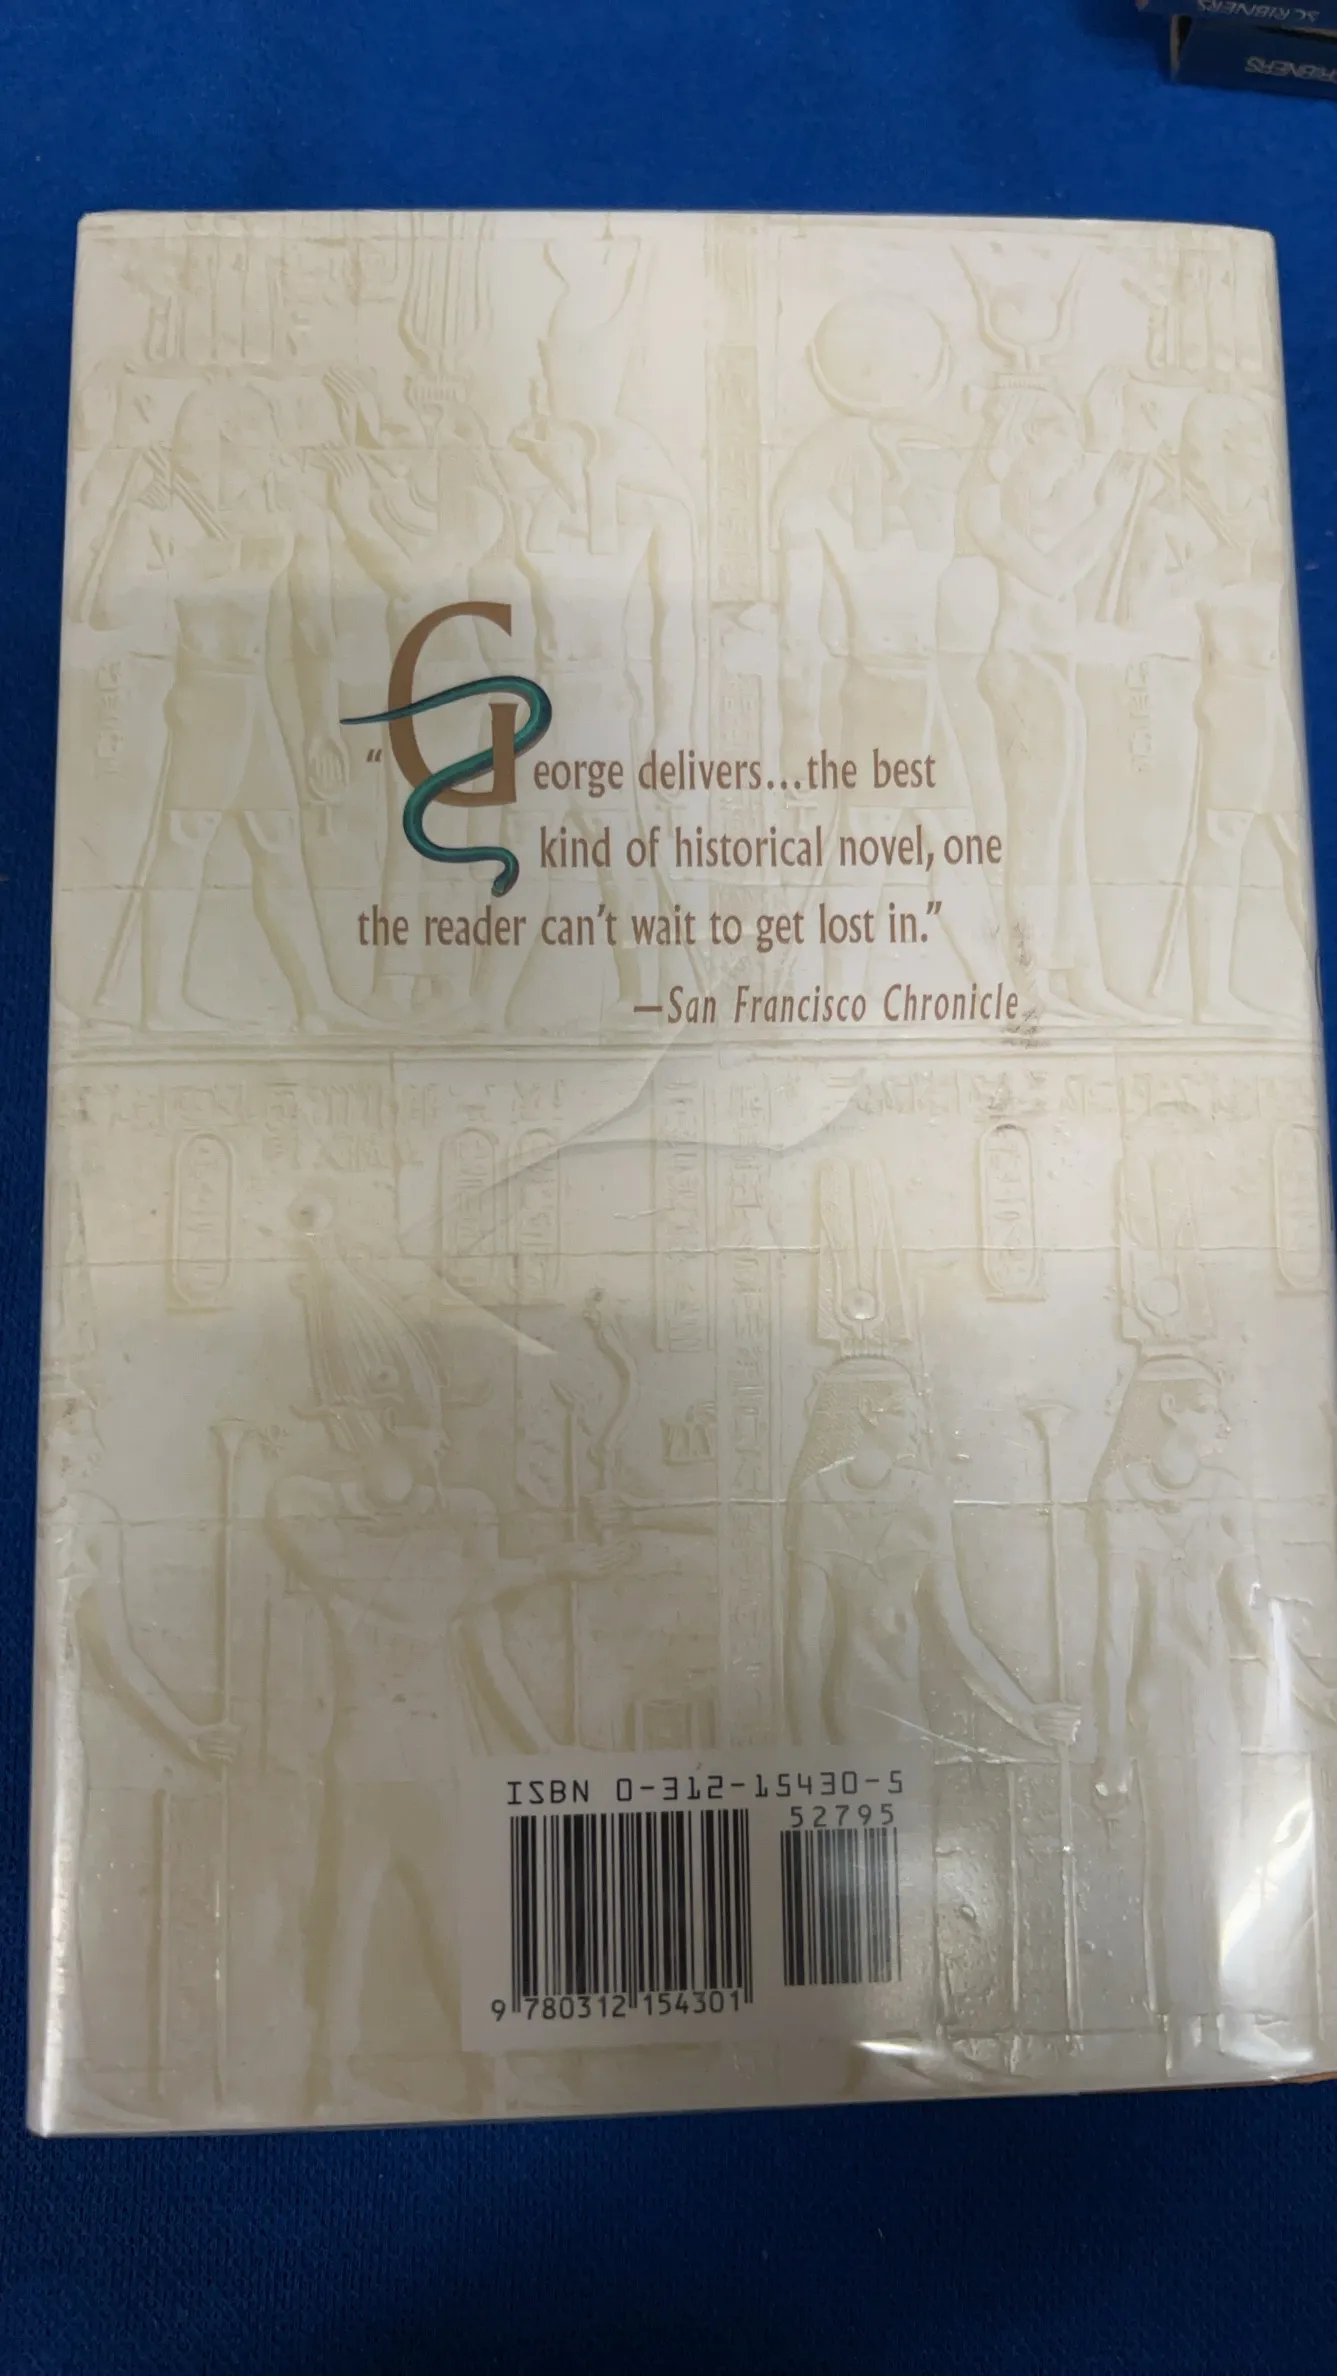 SCRIBNERS
SCRIBNERS
"George delivers...the best
kind of historical novel, one
the reader can't wait to get lost in."
—San Francisco Chronicle
ISBN 0-312-15430-5
52795
9 780312 154301